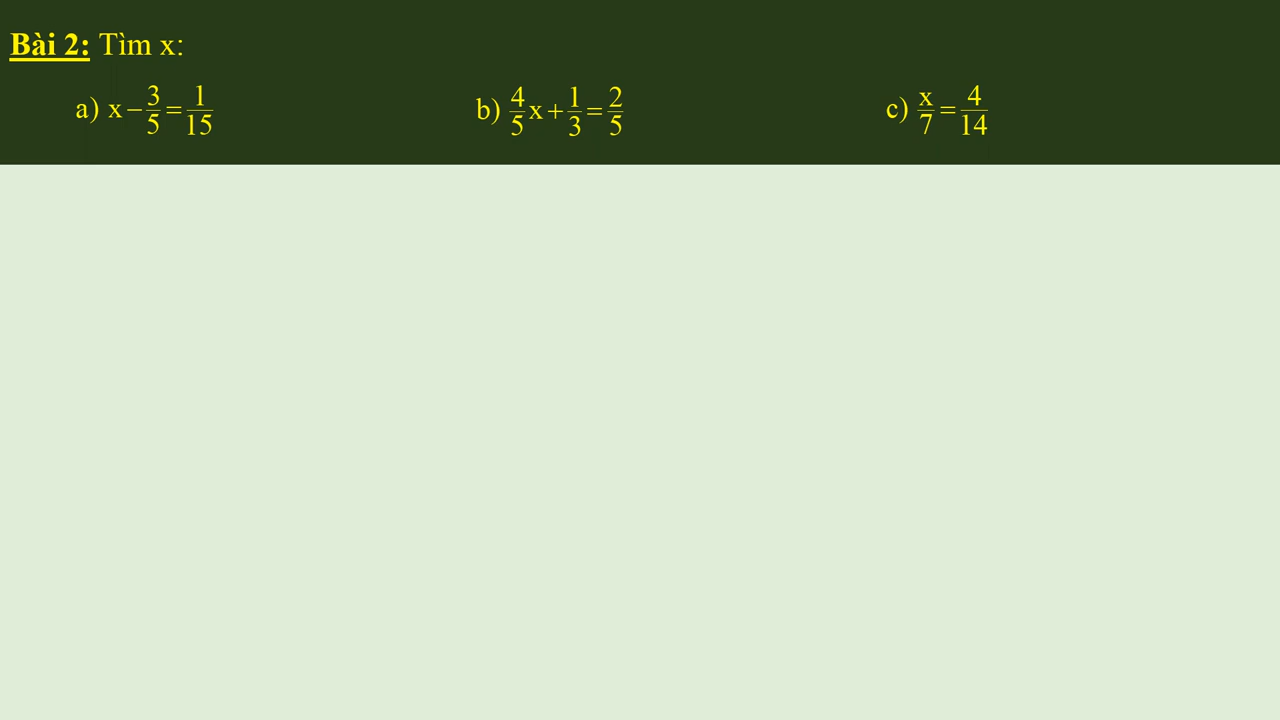 Bài 2: Tìm x:
a) x − 3/5 = 1/15 b) 4/5 x + 1/3 = 2/5 c) x/7 = 4/14